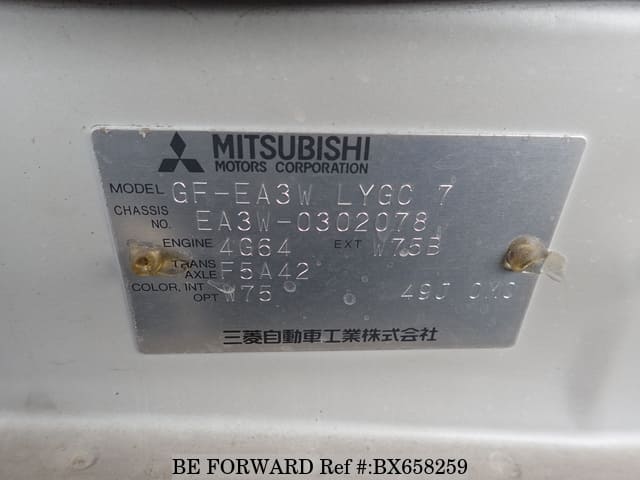 MITSUBISHI
MOTORS CORPORATION
MODEL GF-EA3W LYGC 7
CHASSIS NO. EA3W-0302078
ENGINE 4G64 EXT W75B
TRANS AXLE F5A42
COLOR, INT OPT W75 49J
三菱自動車工業株式会社
BE FORWARD Ref #:BX658259